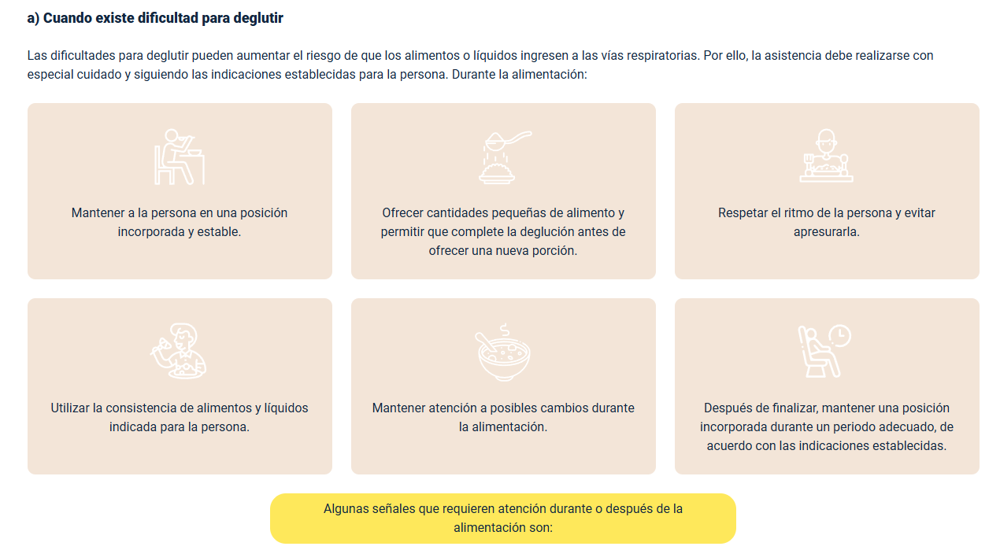 a) Cuando existe dificultad para deglutir
Las dificultades para deglutir pueden aumentar el riesgo de que los alimentos o líquidos ingresen a las vías respiratorias. Por ello, la asistencia debe realizarse con
especial cuidado y siguiendo las indicaciones establecidas para la persona. Durante la alimentación:
Mantener a la persona en una posición
incorporada y estable.
Ofrecer cantidades pequeñas de alimento y
permitir que complete la deglución antes de
ofrecer una nueva porción.
Respetar el ritmo de la persona y evitar
apresurarla.
Utilizar la consistencia de alimentos y líquidos
indicada para la persona.
Mantener atención a posibles cambios durante
la alimentación.
Después de finalizar, mantener una posición
incorporada durante un periodo adecuado, de
acuerdo con las indicaciones establecidas.
Algunas señales que requieren atención durante o después de la
alimentación son: